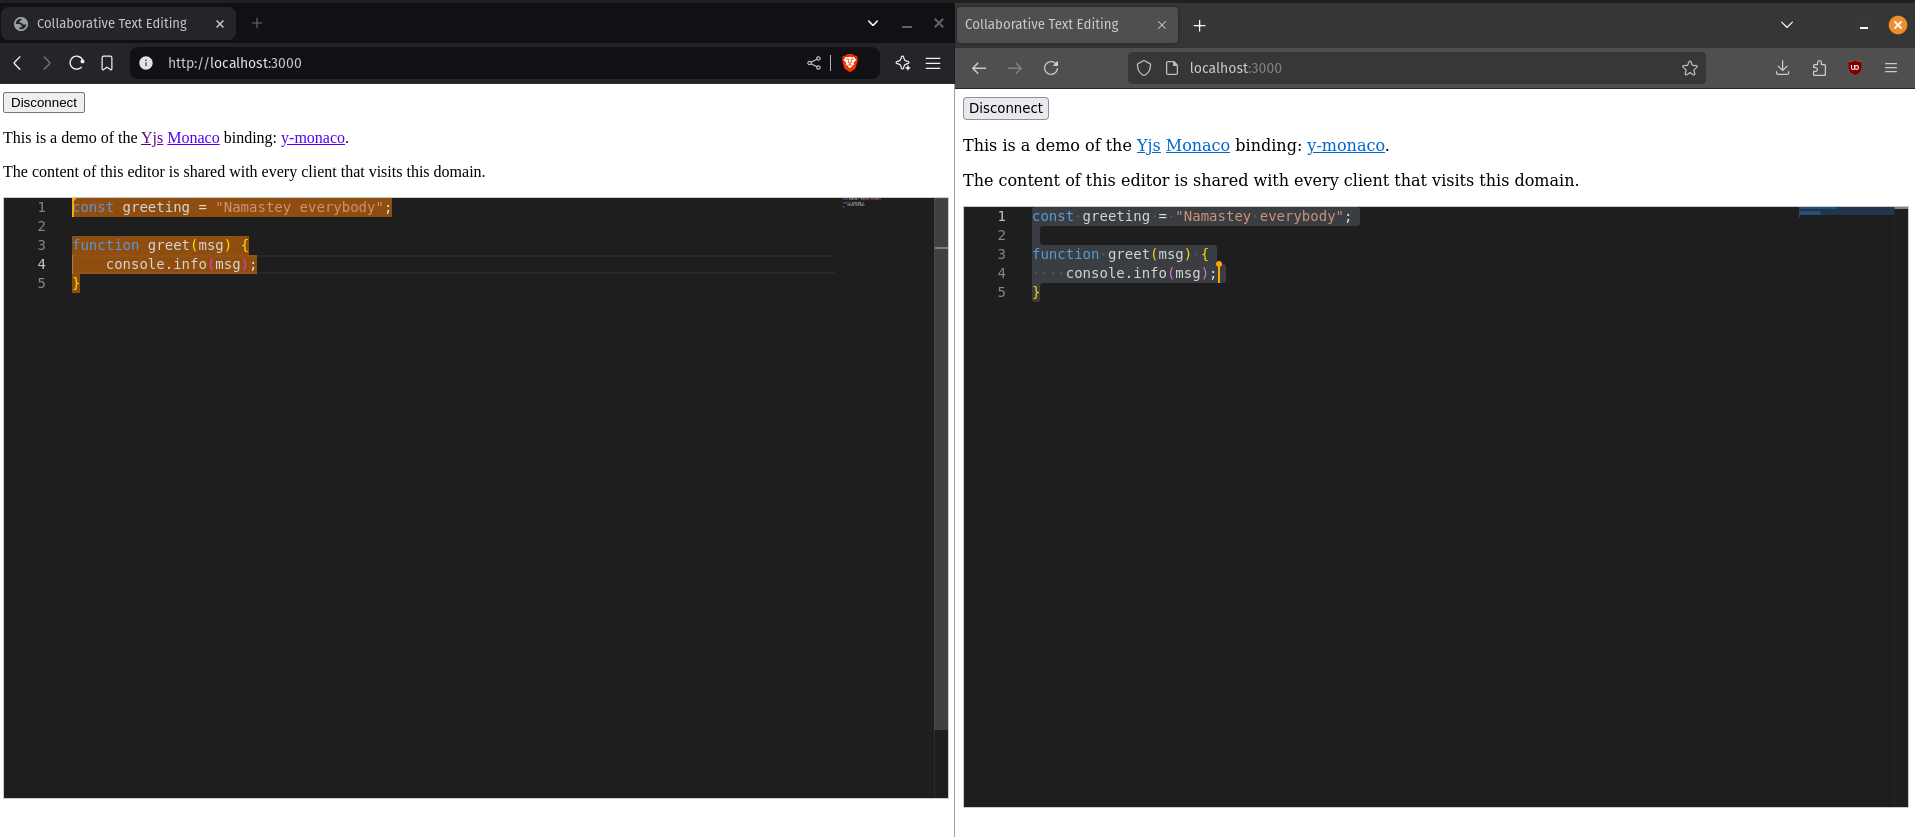 Collaborative Text Editing
http://localhost:3000
Disconnect
This is a demo of the Yjs Monaco binding: y-monaco.
The content of this editor is shared with every client that visits this domain.
1 const greeting = "Namastey everybody";
2
3 function greet(msg) {
4     console.info(msg);
5 }
Collaborative Text Editing
localhost:3000
Disconnect
This is a demo of the Yjs Monaco binding: y-monaco.
The content of this editor is shared with every client that visits this domain.
1 const greeting = "Namastey everybody";
2
3 function greet(msg) {
4     console.info(msg);
5 }